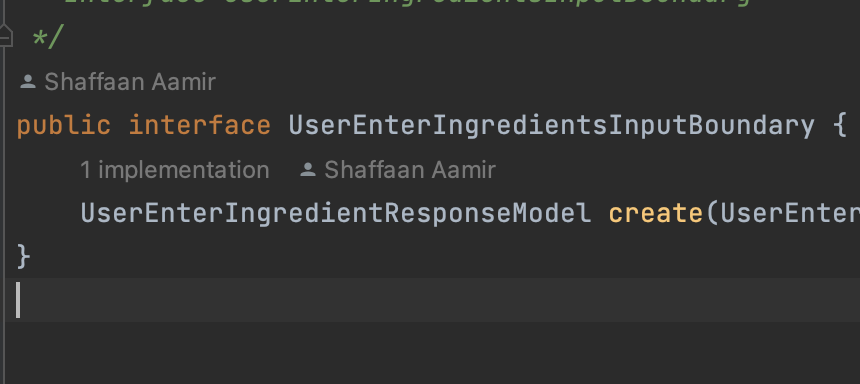 */
Shaffaan Aamir
public interface UserEnterIngredientsInputBoundary {
1 implementation Shaffaan Aamir
UserEnterIngredientResponseModel create(UserEnter
}